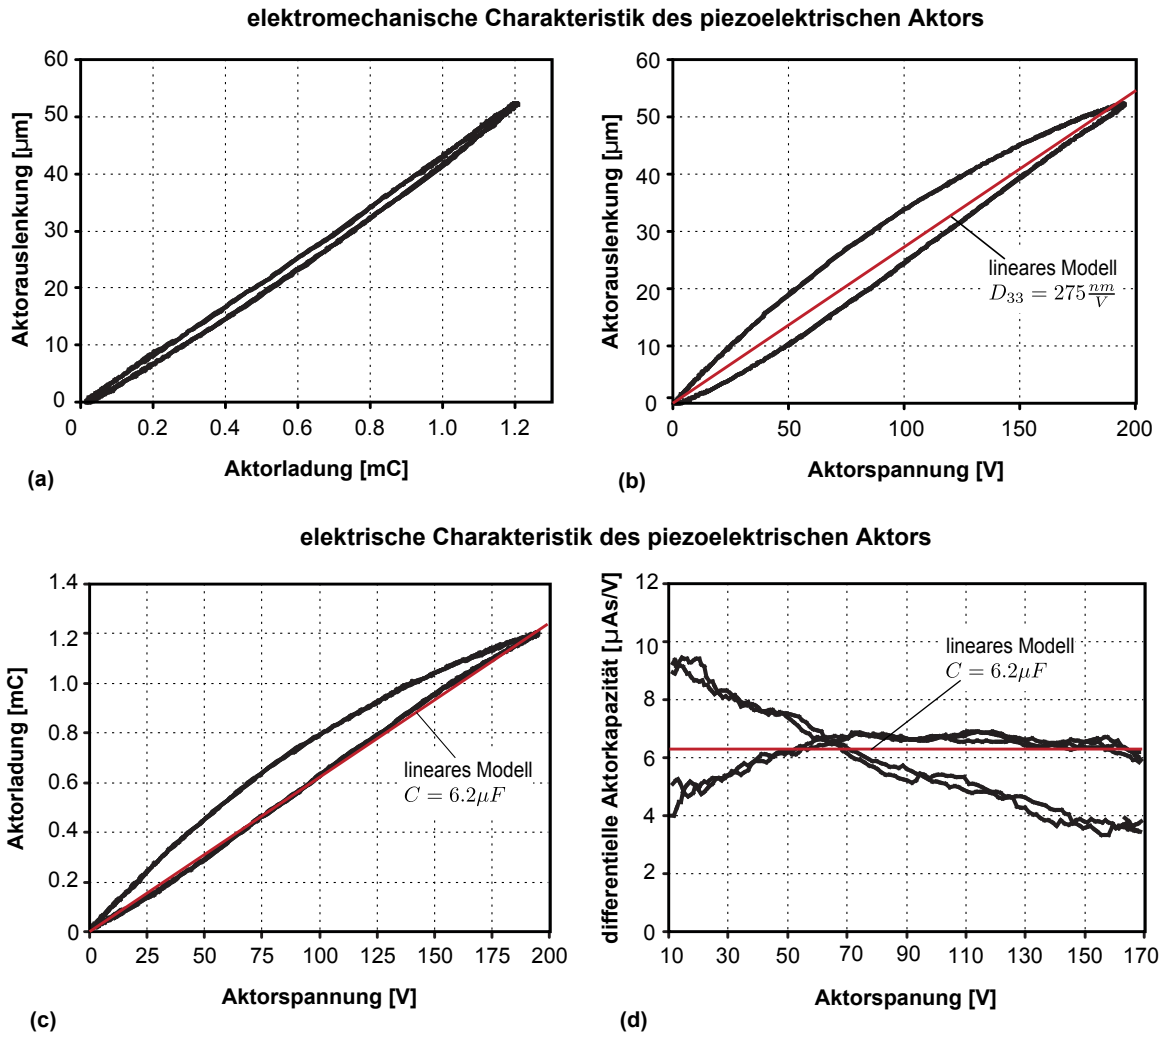 elektromechanische Charakteristik des piezoelektrischen Aktors
60
50
40
30
20
10
0
Aktorauslenkung [µm]
0 0.2 0.4 0.6 0.8 1.0 1.2
Aktorladung [mC]
(a)
60
50
40
30
20
10
0
Aktorauslenkung [µm]
lineares Modell
D₃₃ = 275 nm/V
0 50 100 150 200
Aktorspannung [V]
(b)
elektrische Charakteristik des piezoelektrischen Aktors
1.4
1.2
1.0
0.8
0.6
0.4
0.2
0
Aktorladung [mC]
lineares Modell
C = 6.2µF
0 25 50 75 100 125 150 175 200
Aktorspannung [V]
(c)
12
10
8
6
4
2
0
differentielle Aktorkapazität [µAs/V]
lineares Modell
C = 6.2µF
10 30 50 70 90 110 130 150 170
Aktorspanung [V]
(d)